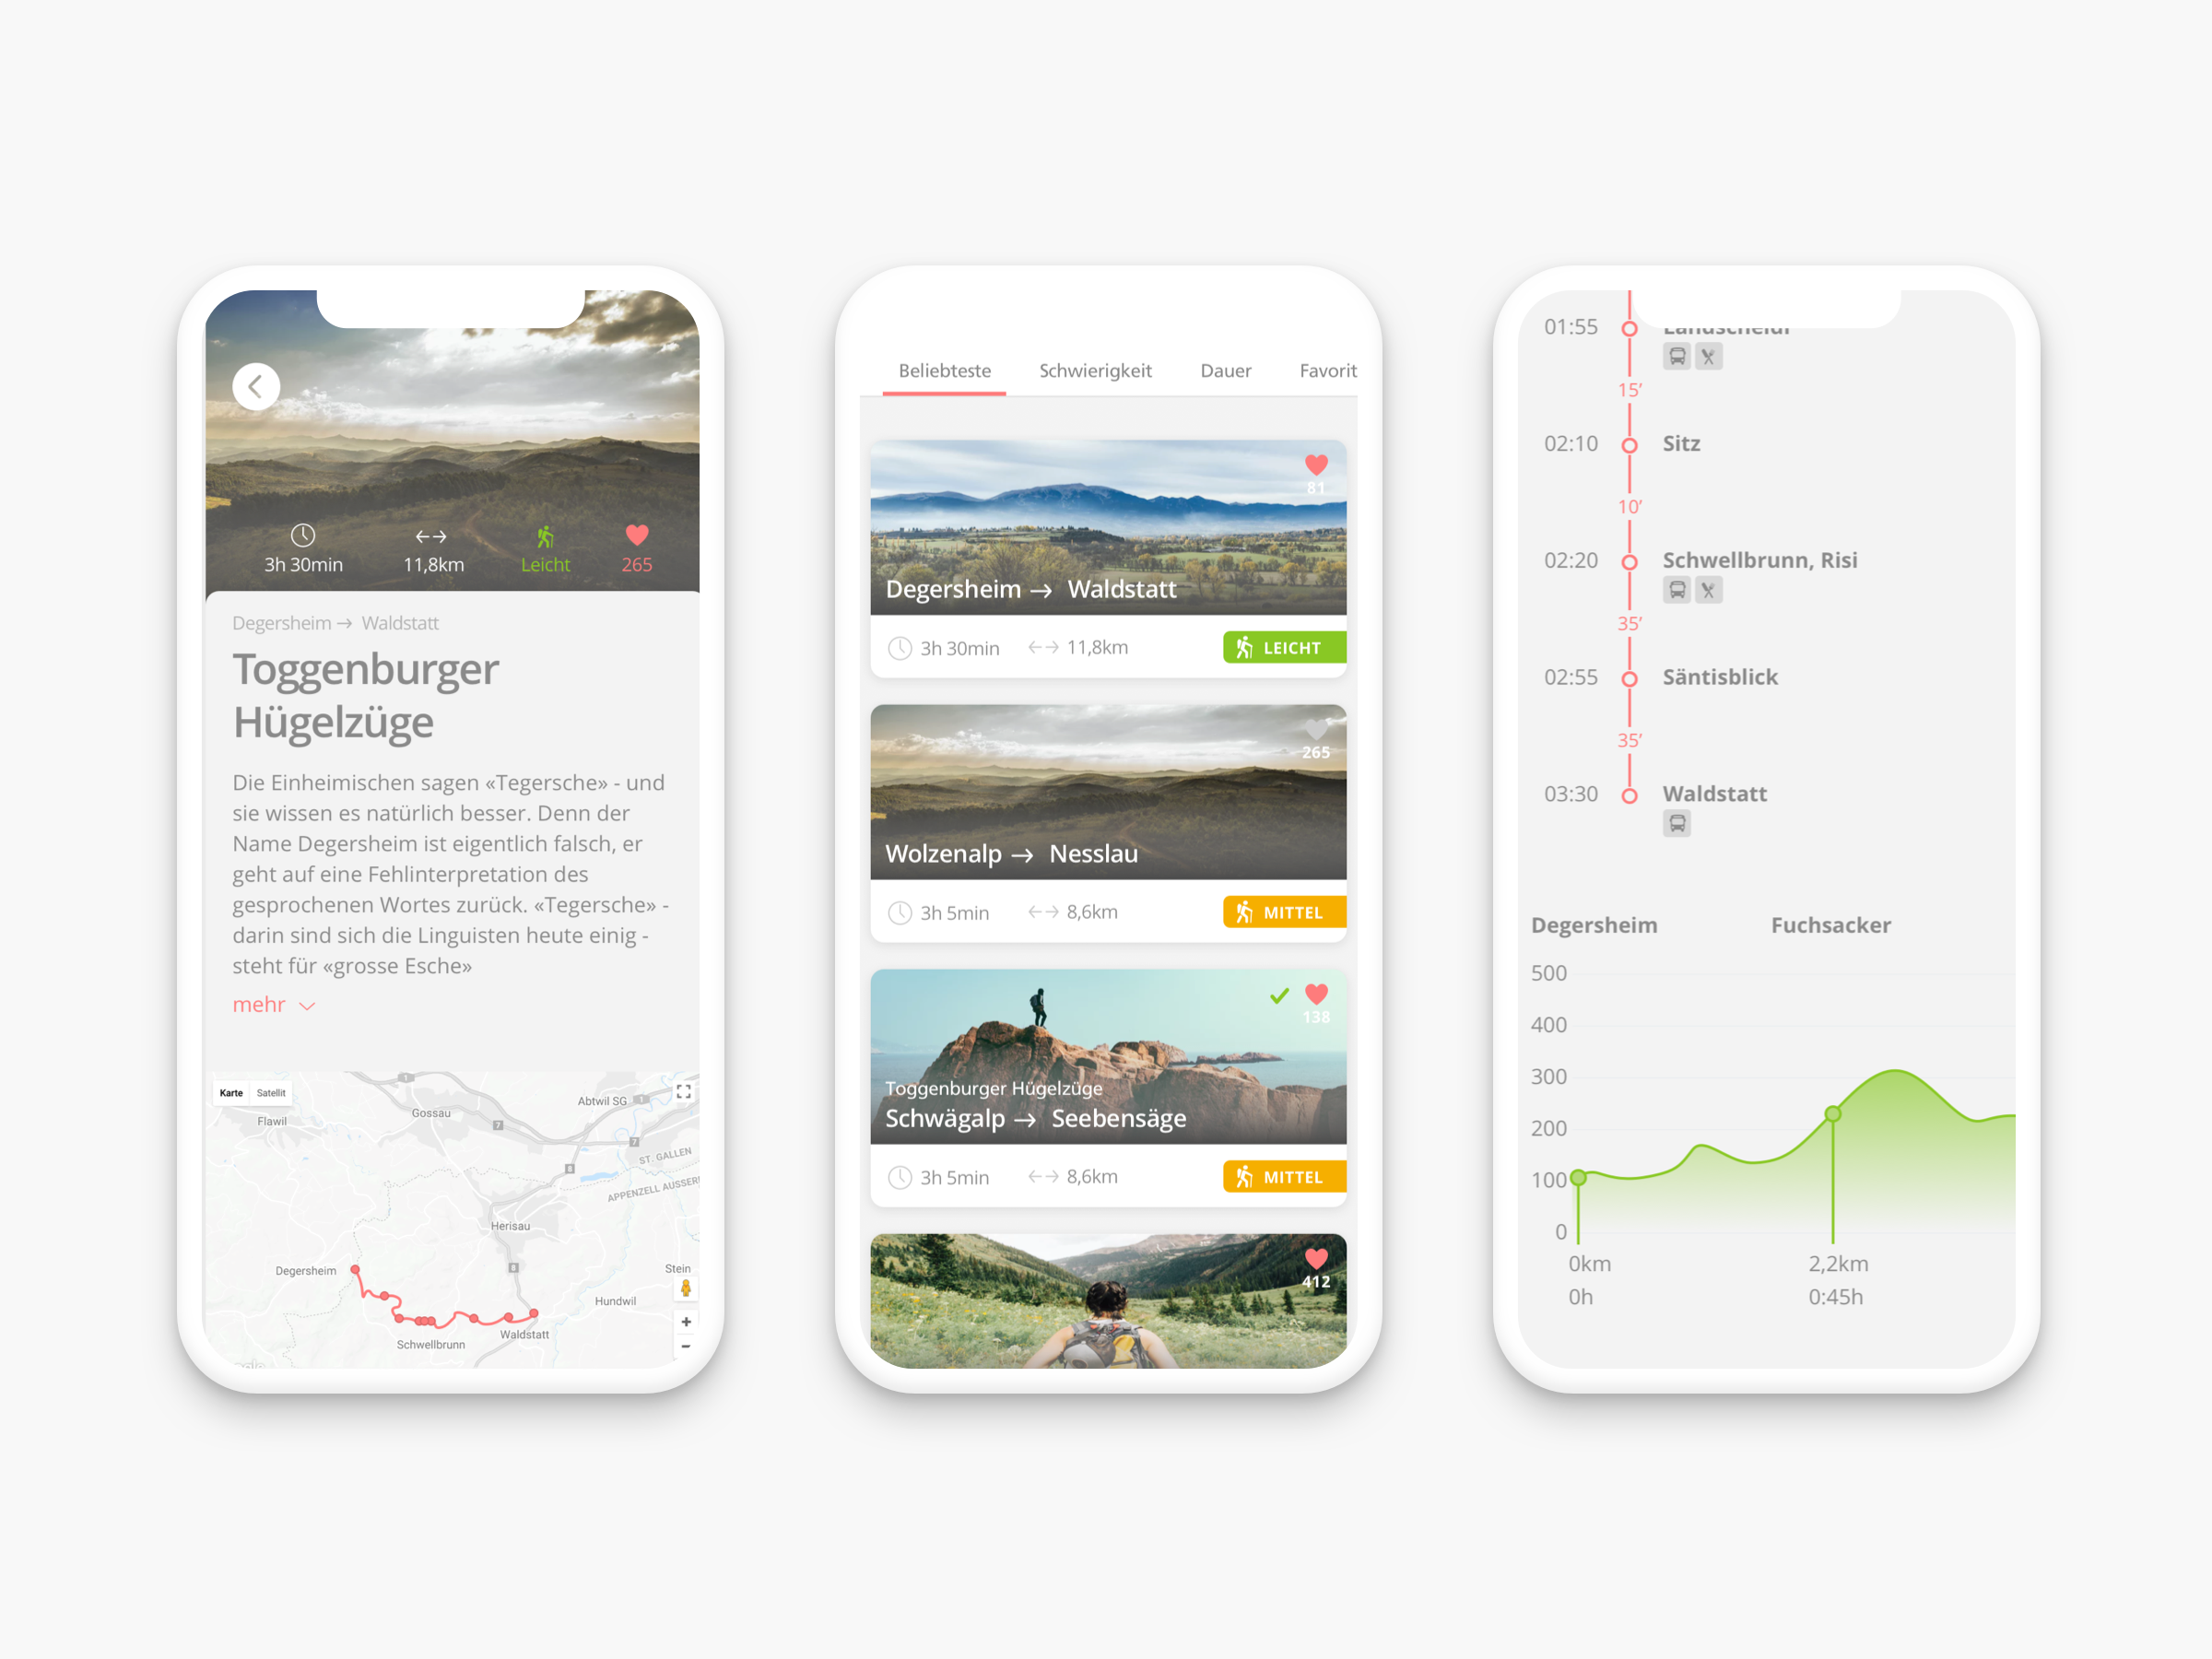 3h 30min
11,8km
Leicht
265
Degersheim → Waldstatt
Toggenburger
Hügelzüge
Die Einheimischen sagen «Tegersche» - und
sie wissen es natürlich besser. Denn der
Name Degersheim ist eigentlich falsch, er
geht auf eine Fehlinterpretation des
gesprochenen Wortes zurück. «Tegersche» -
darin sind sich die Linguisten heute einig -
steht für «grosse Esche»
mehr
Karte Satellit
1
Abtwil SG 1
Gossau
Flawil
7
7
ST. GALLEN
8
APPENZELL AUSSER
Herisau
8
Degersheim
Stein
Hundwil
Waldstatt
Schwellbrunn
+
−
Beliebteste Schwierigkeit Dauer Favorit
81
Degersheim → Waldstatt
3h 30min ←→ 11,8km LEICHT
265
Wolzenalp → Nesslau
3h 5min ←→ 8,6km MITTEL
138
Toggenburger Hügelzüge
Schwägalp → Seebensäge
3h 5min ←→ 8,6km MITTEL
412
01:55
15’
02:10 Sitz
10’
02:20 Schwellbrunn, Risi
35’
02:55 Säntisblick
35’
03:30 Waldstatt
Degersheim Fuchsacker
500
400
300
200
100
0
0km 2,2km
0h 0:45h